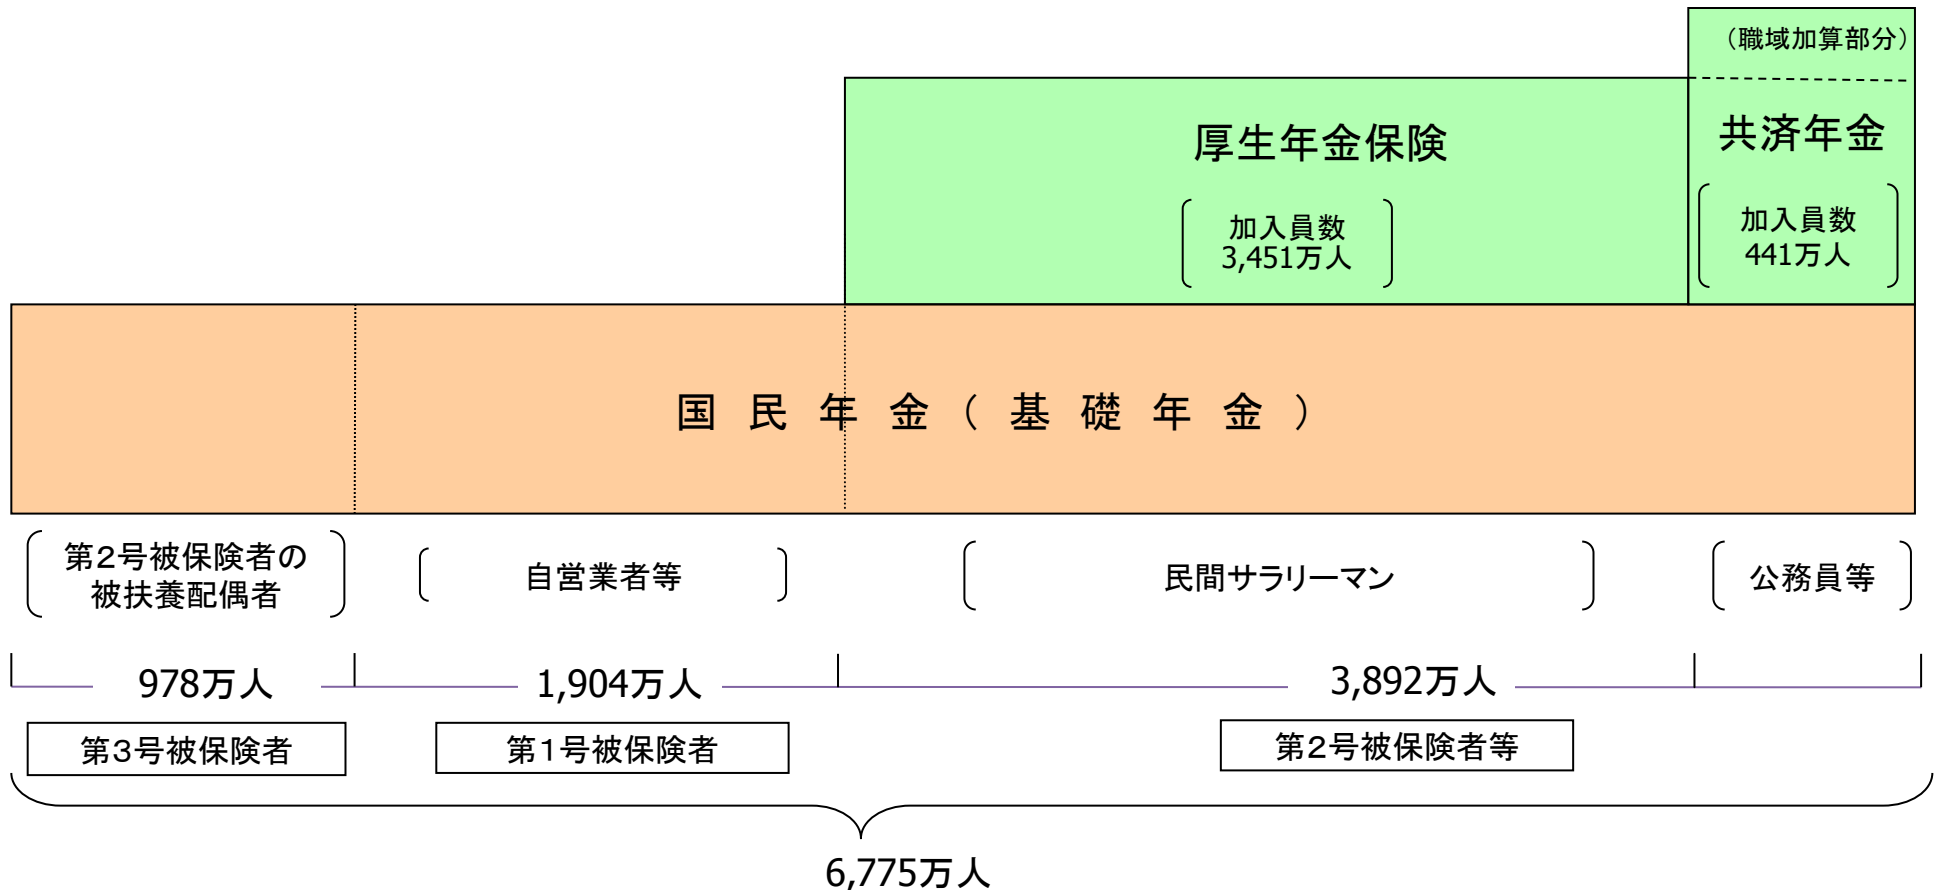 （職域加算部分）
厚生年金保険
共済年金
加入員数
3,451万人
加入員数
441万人
国民年金（基礎年金）
第２号被保険者の
被扶養配偶者
自営業者等
民間サラリーマン
公務員等
978万人
1,904万人
3,892万人
第３号被保険者
第１号被保険者
第２号被保険者等
6,775万人